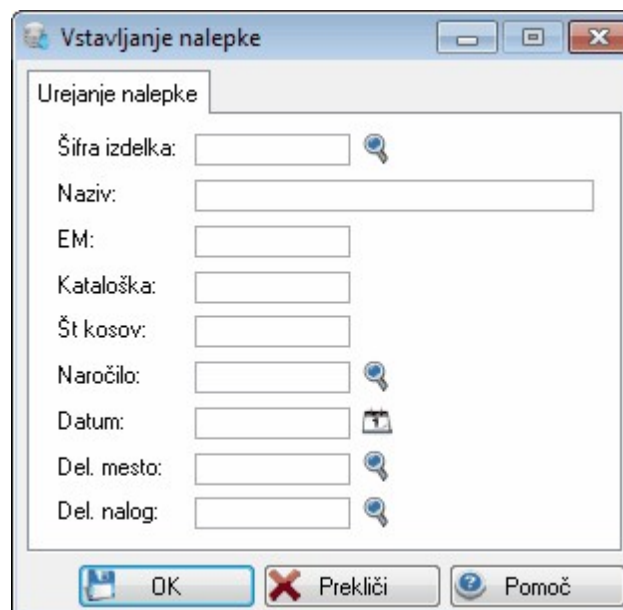 Vstavljanje nalepke
Urejanje nalepke
Šifra izdelka:
Naziv:
EM:
Kataloška:
Št kosov:
Naročilo:
Datum:
Del. mesto:
Del. nalog:
OK Prekliči Pomoč